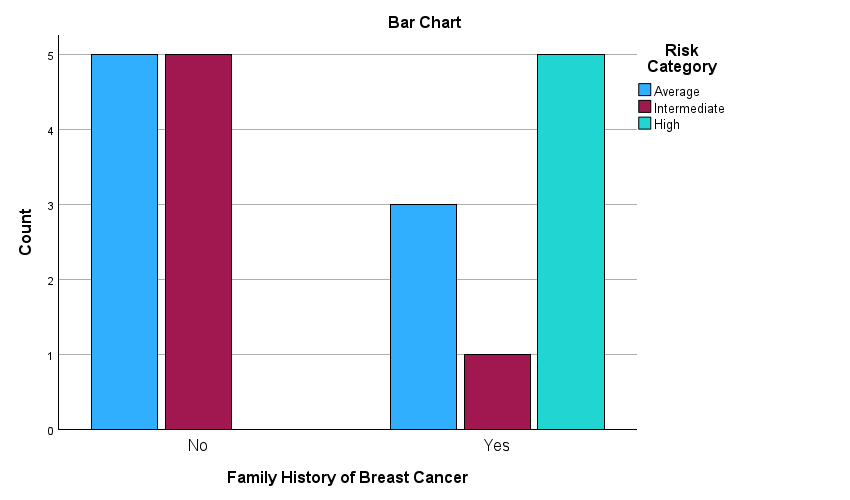 Bar Chart
Risk
Category
Average
Intermediate
High
5
4
3
2
1
0
Count
No
Yes
Family History of Breast Cancer